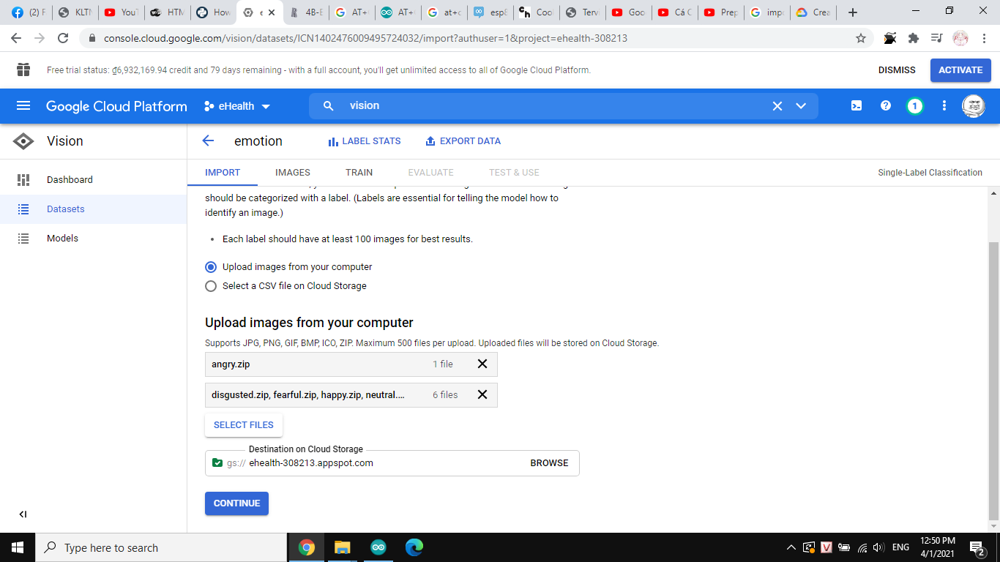 (2) F
KLTN
YouT
HTM
How
e
4B-E
AT+
AT+C
at+c
esp8
Cool
Tervi
Goo
Cá C
Prep
impo
Crea
console.cloud.google.com/vision/datasets/ICN1402476009495724032/import?authuser=1&project=ehealth-308213
Free trial status: ₫6,932,169.94 credit and 79 days remaining - with a full account, you'll get unlimited access to all of Google Cloud Platform.
DISMISS
ACTIVATE
Google Cloud Platform
eHealth
vision
1
Vision
emotion
LABEL STATS
EXPORT DATA
Dashboard
Datasets
Models
IMPORT
IMAGES
TRAIN
EVALUATE
TEST & USE
Single-Label Classification
should be categorized with a label. (Labels are essential for telling the model how to
identify an image.)
• Each label should have at least 100 images for best results.
Upload images from your computer
Select a CSV file on Cloud Storage
Upload images from your computer
Supports JPG, PNG, GIF, BMP, ICO, ZIP. Maximum 500 files per upload. Uploaded files will be stored on Cloud Storage.
angry.zip 1 file
disgusted.zip, fearful.zip, happy.zip, neutral.... 6 files
SELECT FILES
Destination on Cloud Storage
gs:// ehealth-308213.appspot.com
BROWSE
CONTINUE
Type here to search
ENG
12:50 PM
4/1/2021
2